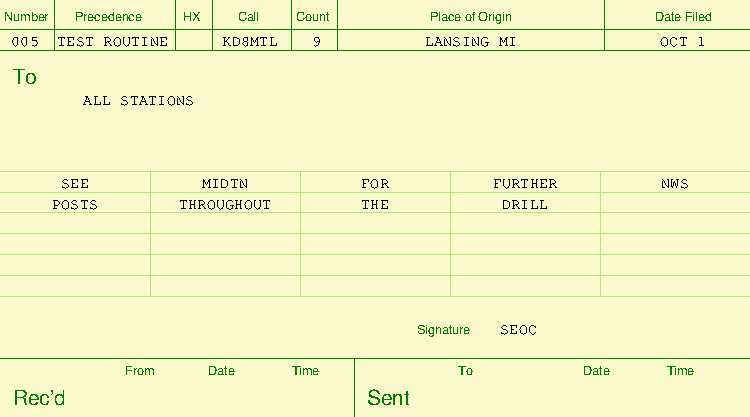 Number Precedence HX Call Count Place of Origin Date Filed
005 TEST ROUTINE KD8MTL 9 LANSING MI OCT 1
To
ALL STATIONS
SEE MIDTN FOR FURTHER NWS
POSTS THROUGHOUT THE DRILL
Signature SEOC
From Date Time To Date Time
Rec'd Sent